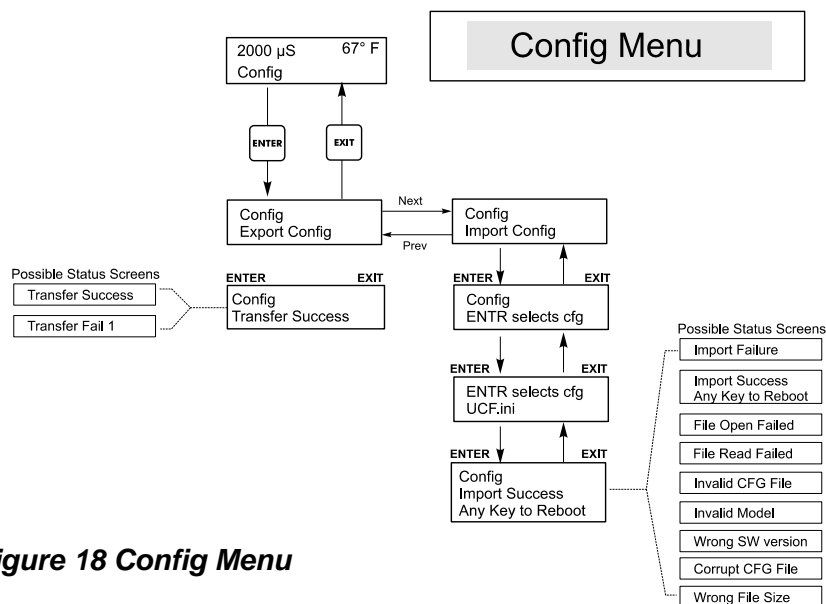 Config Menu
2000 µS 67° F
Config
ENTER EXIT
Config
Export Config
Next
Prev
Config
Import Config
Possible Status Screens
Transfer Success
Transfer Fail 1
ENTER EXIT
Config
Transfer Success
ENTER EXIT
Config
ENTR selects cfg
ENTER EXIT
ENTR selects cfg
UCF.ini
ENTER EXIT
Config
Import Success
Any Key to Reboot
Possible Status Screens
Import Failure
Import Success
Any Key to Reboot
File Open Failed
File Read Failed
Invalid CFG File
Invalid Model
Wrong SW version
Corrupt CFG File
Wrong File Size
igure 18 Config Menu